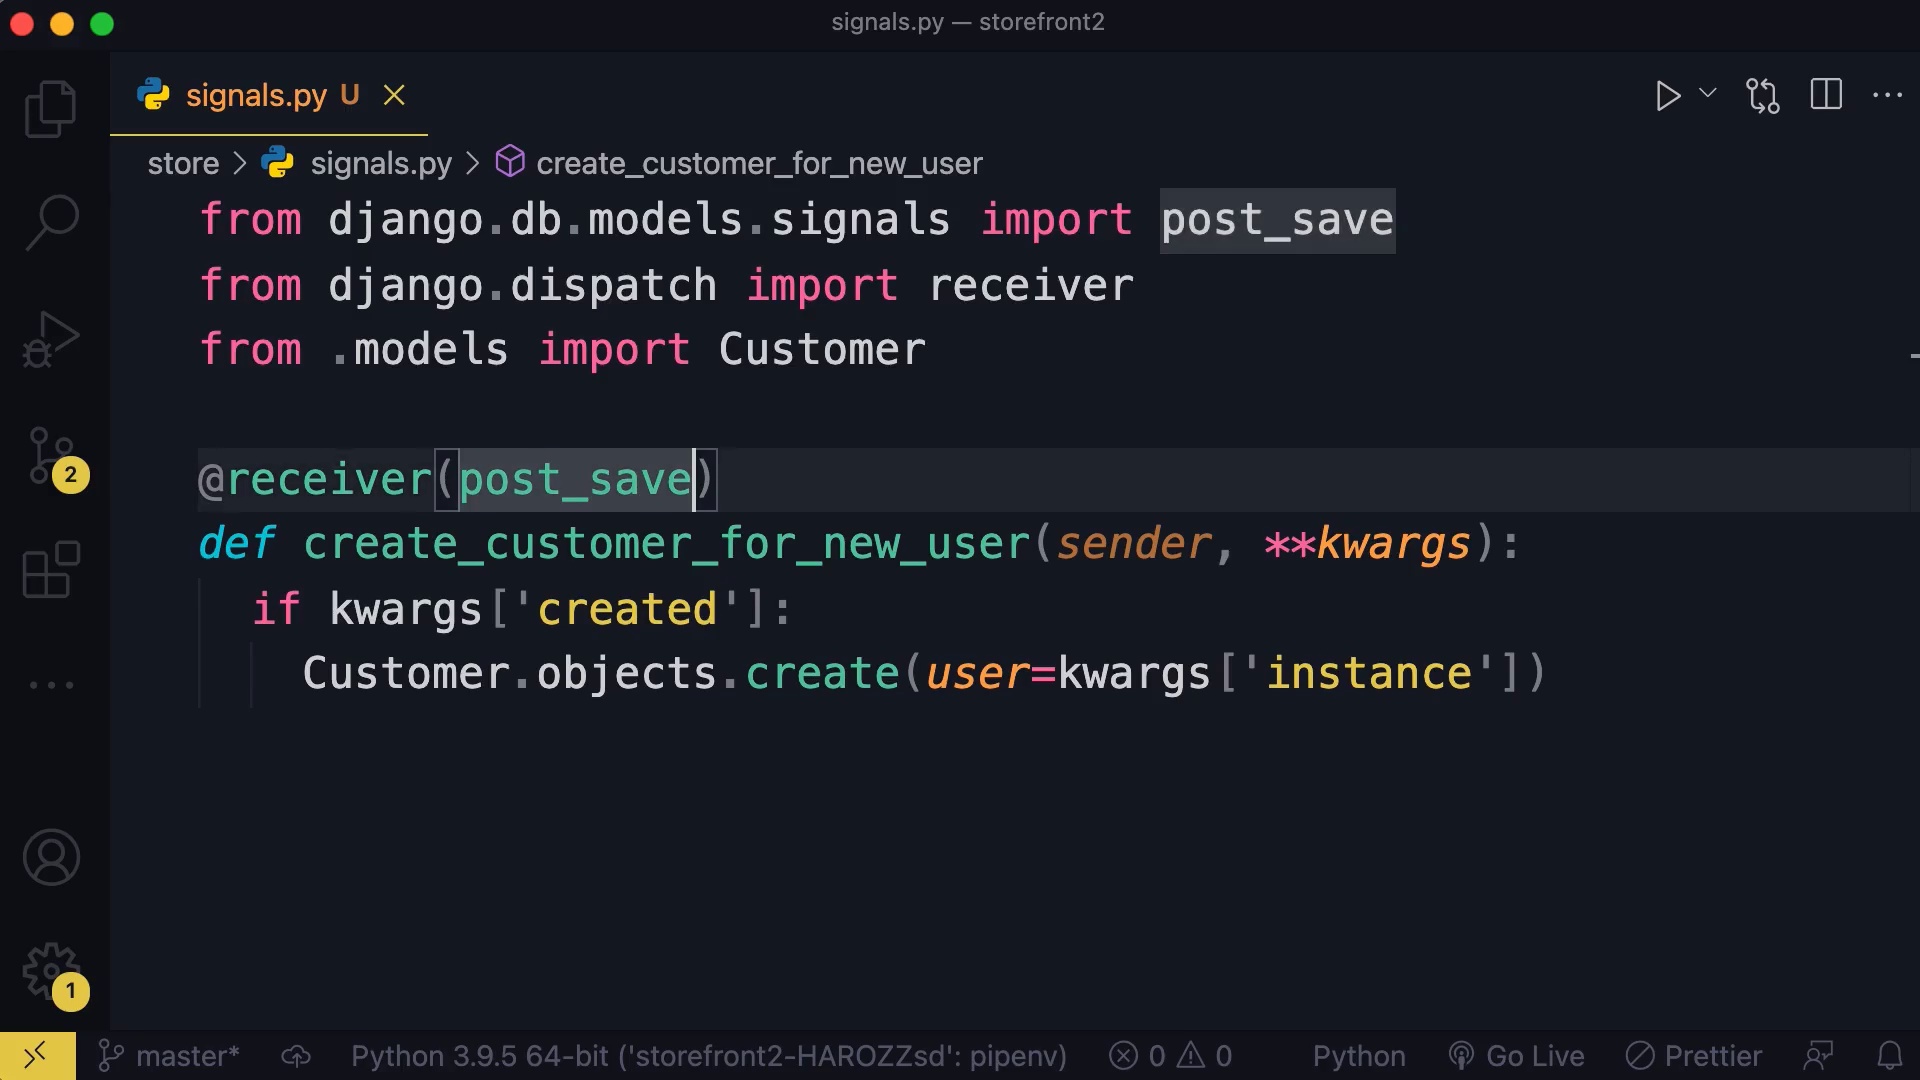 signals.py — storefront2
signals.py U
store > signals.py > create_customer_for_new_user
from django.db.models.signals import post_save
from django.dispatch import receiver
from .models import Customer
@receiver(post_save)
def create_customer_for_new_user(sender, **kwargs):
if kwargs['created']:
Customer.objects.create(user=kwargs['instance'])
2
1
master* Python 3.9.5 64-bit ('storefront2-HAROZZsd': pipenv) 0 0 Python Go Live Prettier